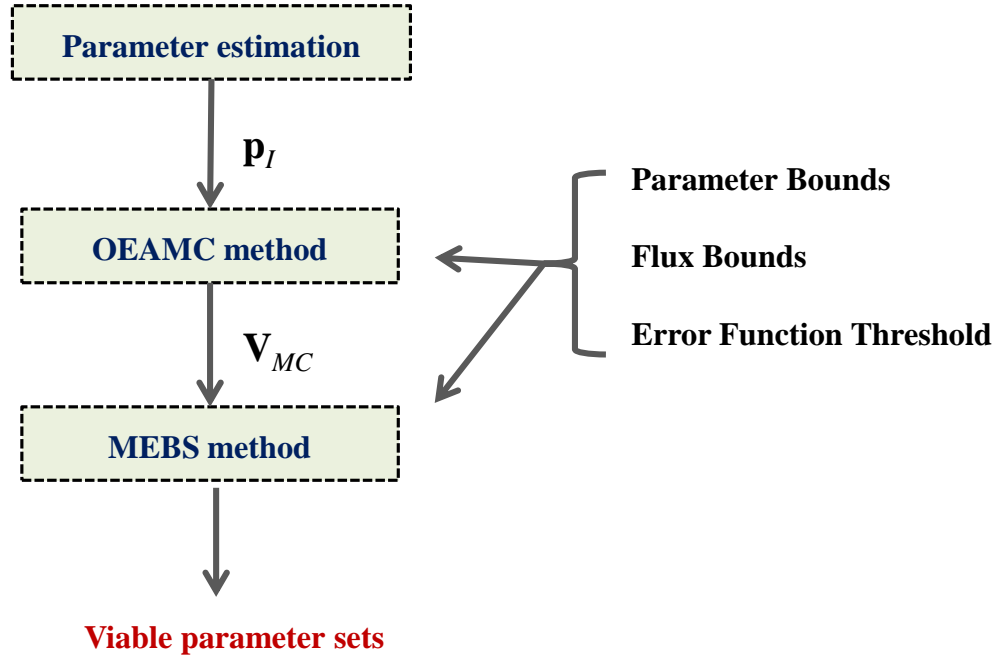 Parameter estimation
p_I
Parameter Bounds
OEAMC method
Flux Bounds
Error Function Threshold
V_MC
MEBS method
Viable parameter sets